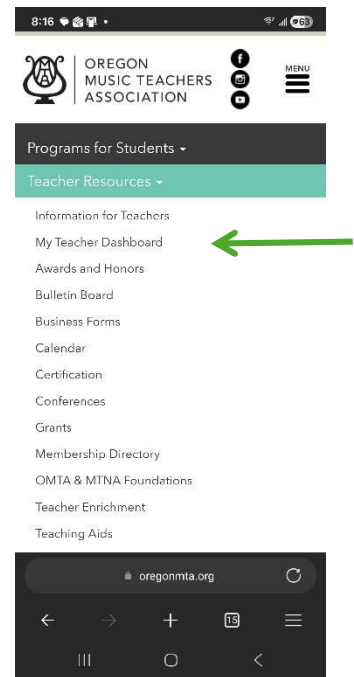 8:16
63
OREGON
MUSIC TEACHERS
ASSOCIATION
MENU
Programs for Students
Teacher Resources
Information for Teachers
My Teacher Dashboard
Awards and Honors
Bulletin Board
Business Forms
Calendar
Certification
Conferences
Grants
Membership Directory
OMTA & MTNA Foundations
Teacher Enrichment
Teaching Aids
oregonmta.org
15